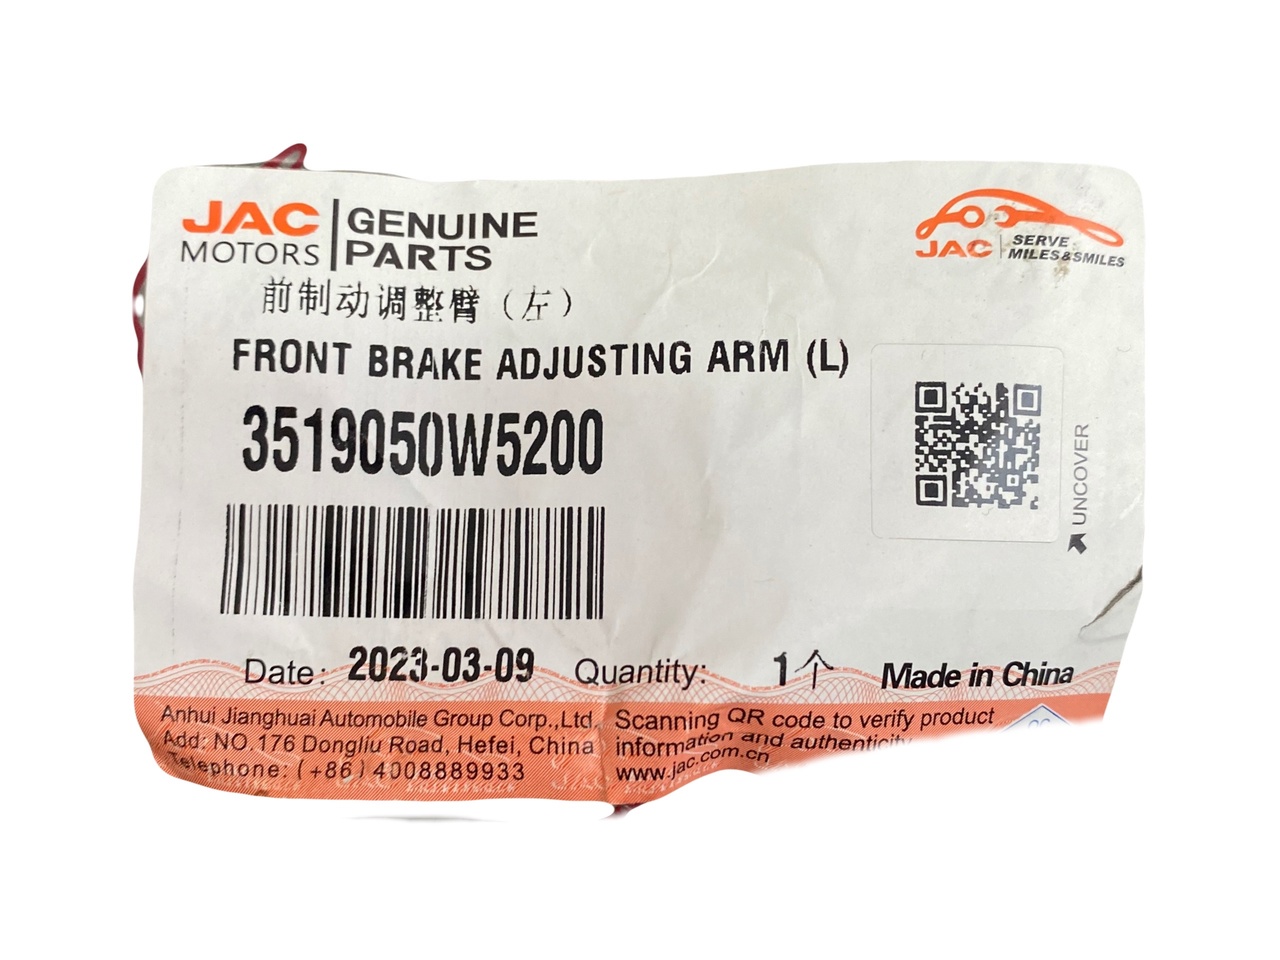 JAC MOTORS
GENUINE PARTS
JAC SERVE MILES&SMILES
前制动调整臂（左）
FRONT BRAKE ADJUSTING ARM (L)
3519050W5200
UNCOVER
Date: 2023-03-09 Quantity: 1个 Made in China
Anhui Jianghuai Automobile Group Corp.,Ltd.
Add: NO.176 Dongliu Road, Hefei, China
Telephone: (+86)4008889933
Scanning QR code to verify product
information and authenticity
www.jac.com.cn